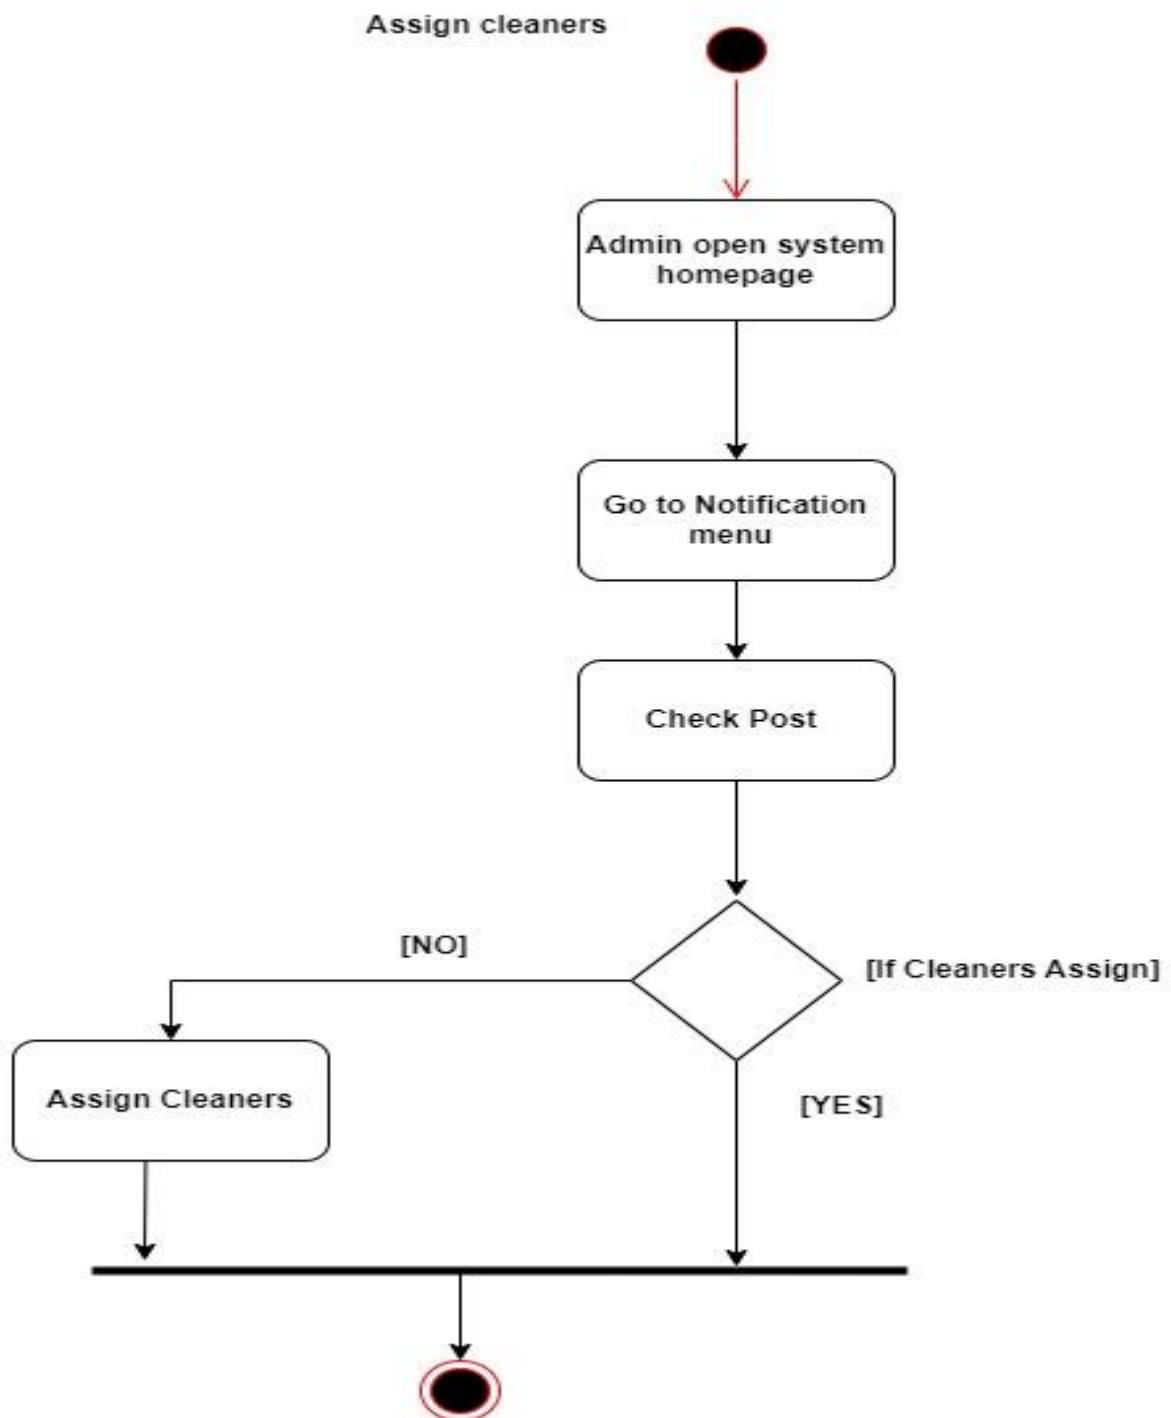 Assign cleaners
Admin open system
homepage
Go to Notification
menu
Check Post
[NO]
[If Cleaners Assign]
Assign Cleaners
[YES]